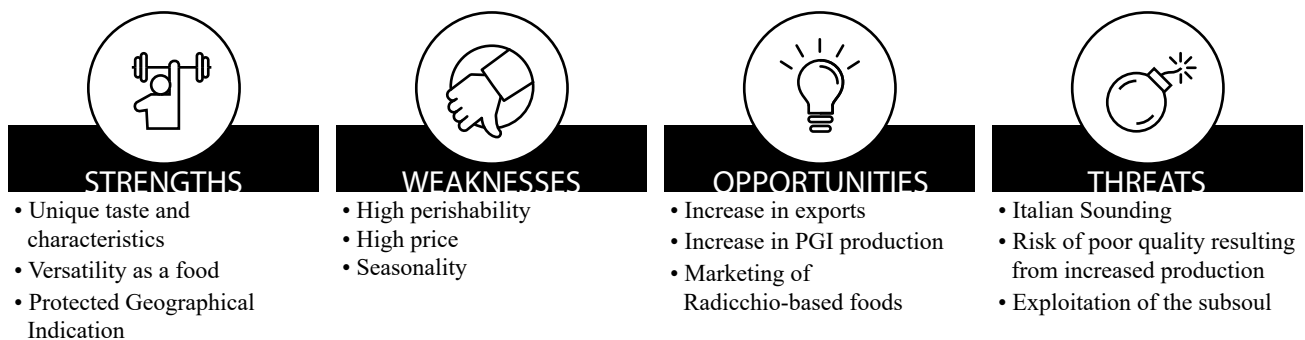 STRENGTHS
• Unique taste and
characteristics
• Versatility as a food
• Protected Geographical
Indication
WEAKNESSES
• High perishability
• High price
• Seasonality
OPPORTUNITIES
• Increase in exports
• Increase in PGI production
• Marketing of
Radicchio-based foods
THREATS
• Italian Sounding
• Risk of poor quality resulting
from increased production
• Exploitation of the subsoul